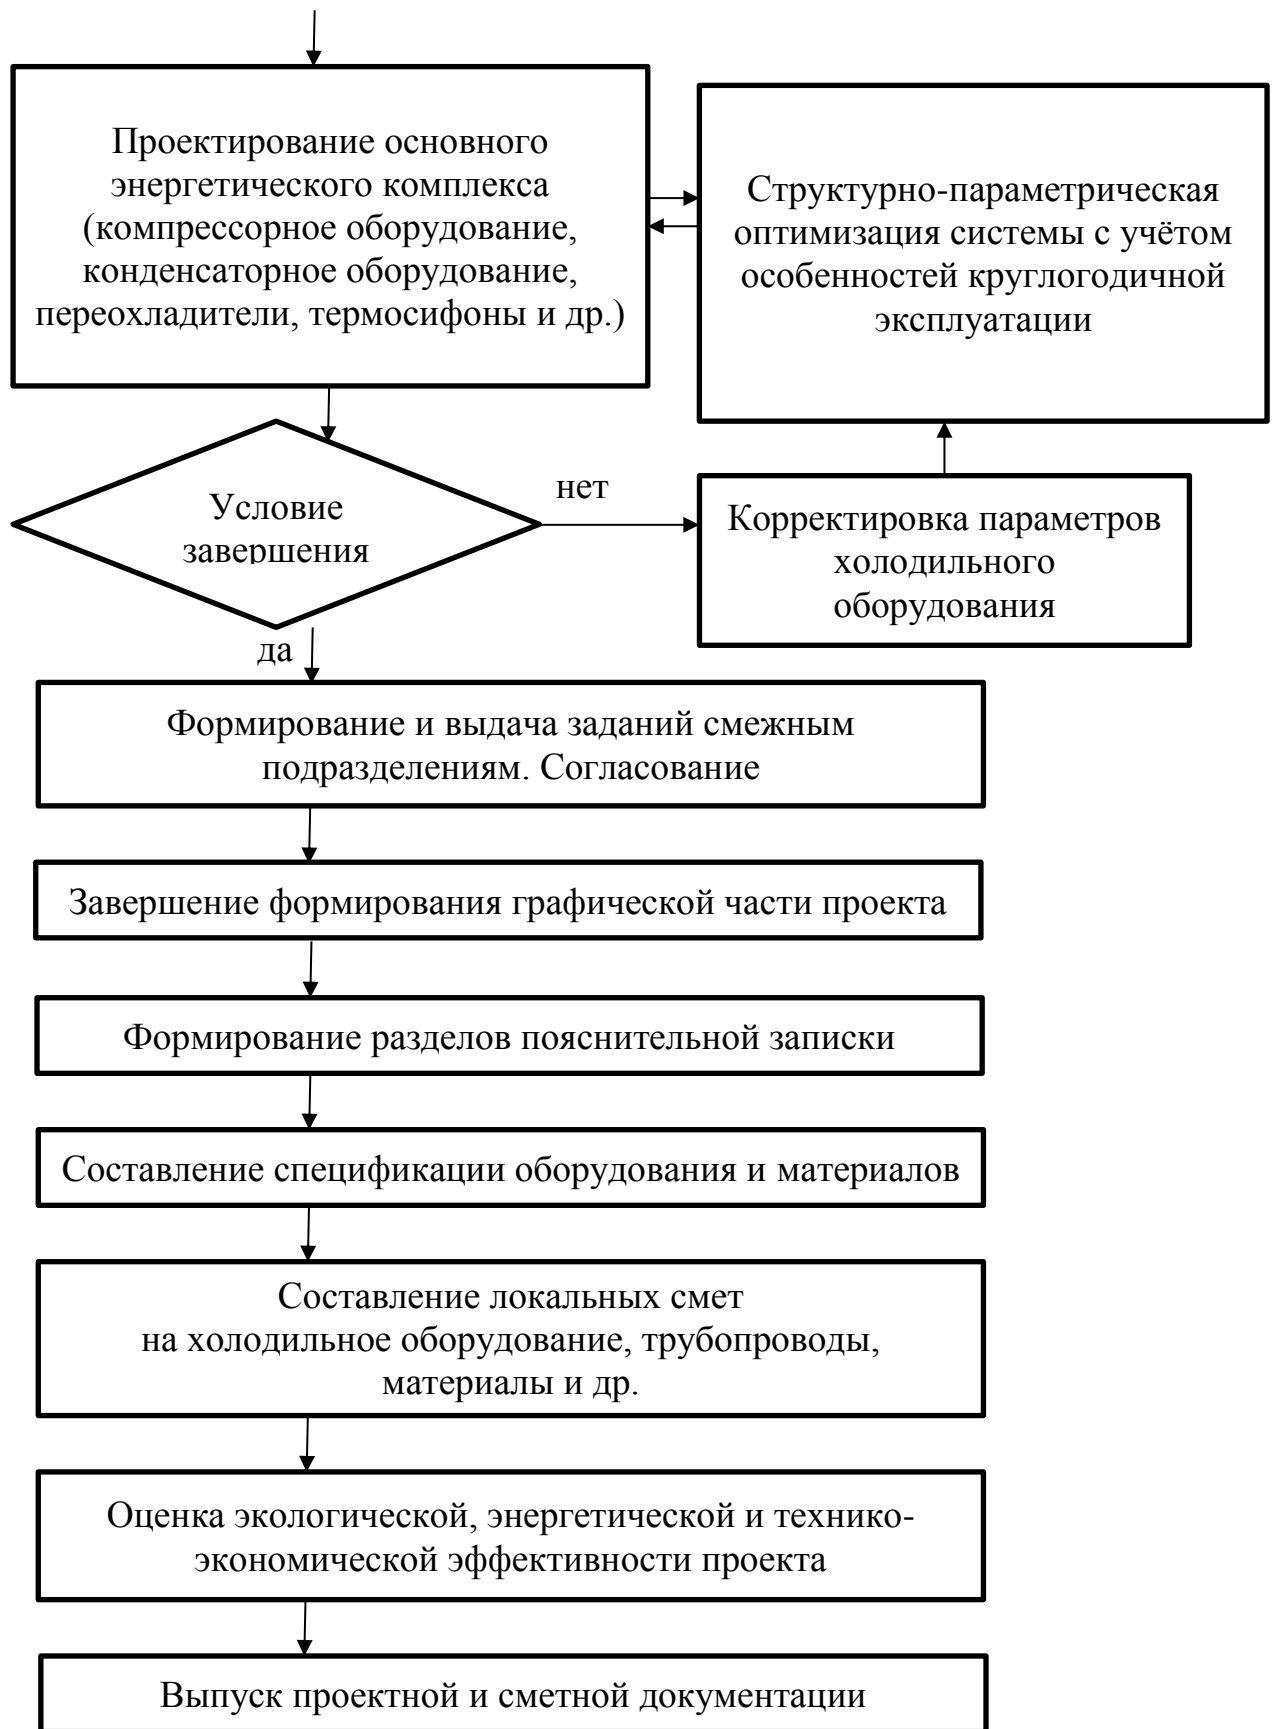 Проектирование основного
энергетического комплекса
(компрессорное оборудование,
конденсаторное оборудование,
переохладители, термосифоны и др.)
Структурно-параметрическая
оптимизация системы с учётом
особенностей круглогодичной
эксплуатации
Условие
завершения
нет
Корректировка параметров
холодильного
оборудования
да
Формирование и выдача заданий смежным
подразделениям. Согласование
Завершение формирования графической части проекта
Формирование разделов пояснительной записки
Составление спецификации оборудования и материалов
Составление локальных смет
на холодильное оборудование, трубопроводы,
материалы и др.
Оценка экологической, энергетической и технико-
экономической эффективности проекта
Выпуск проектной и сметной документации